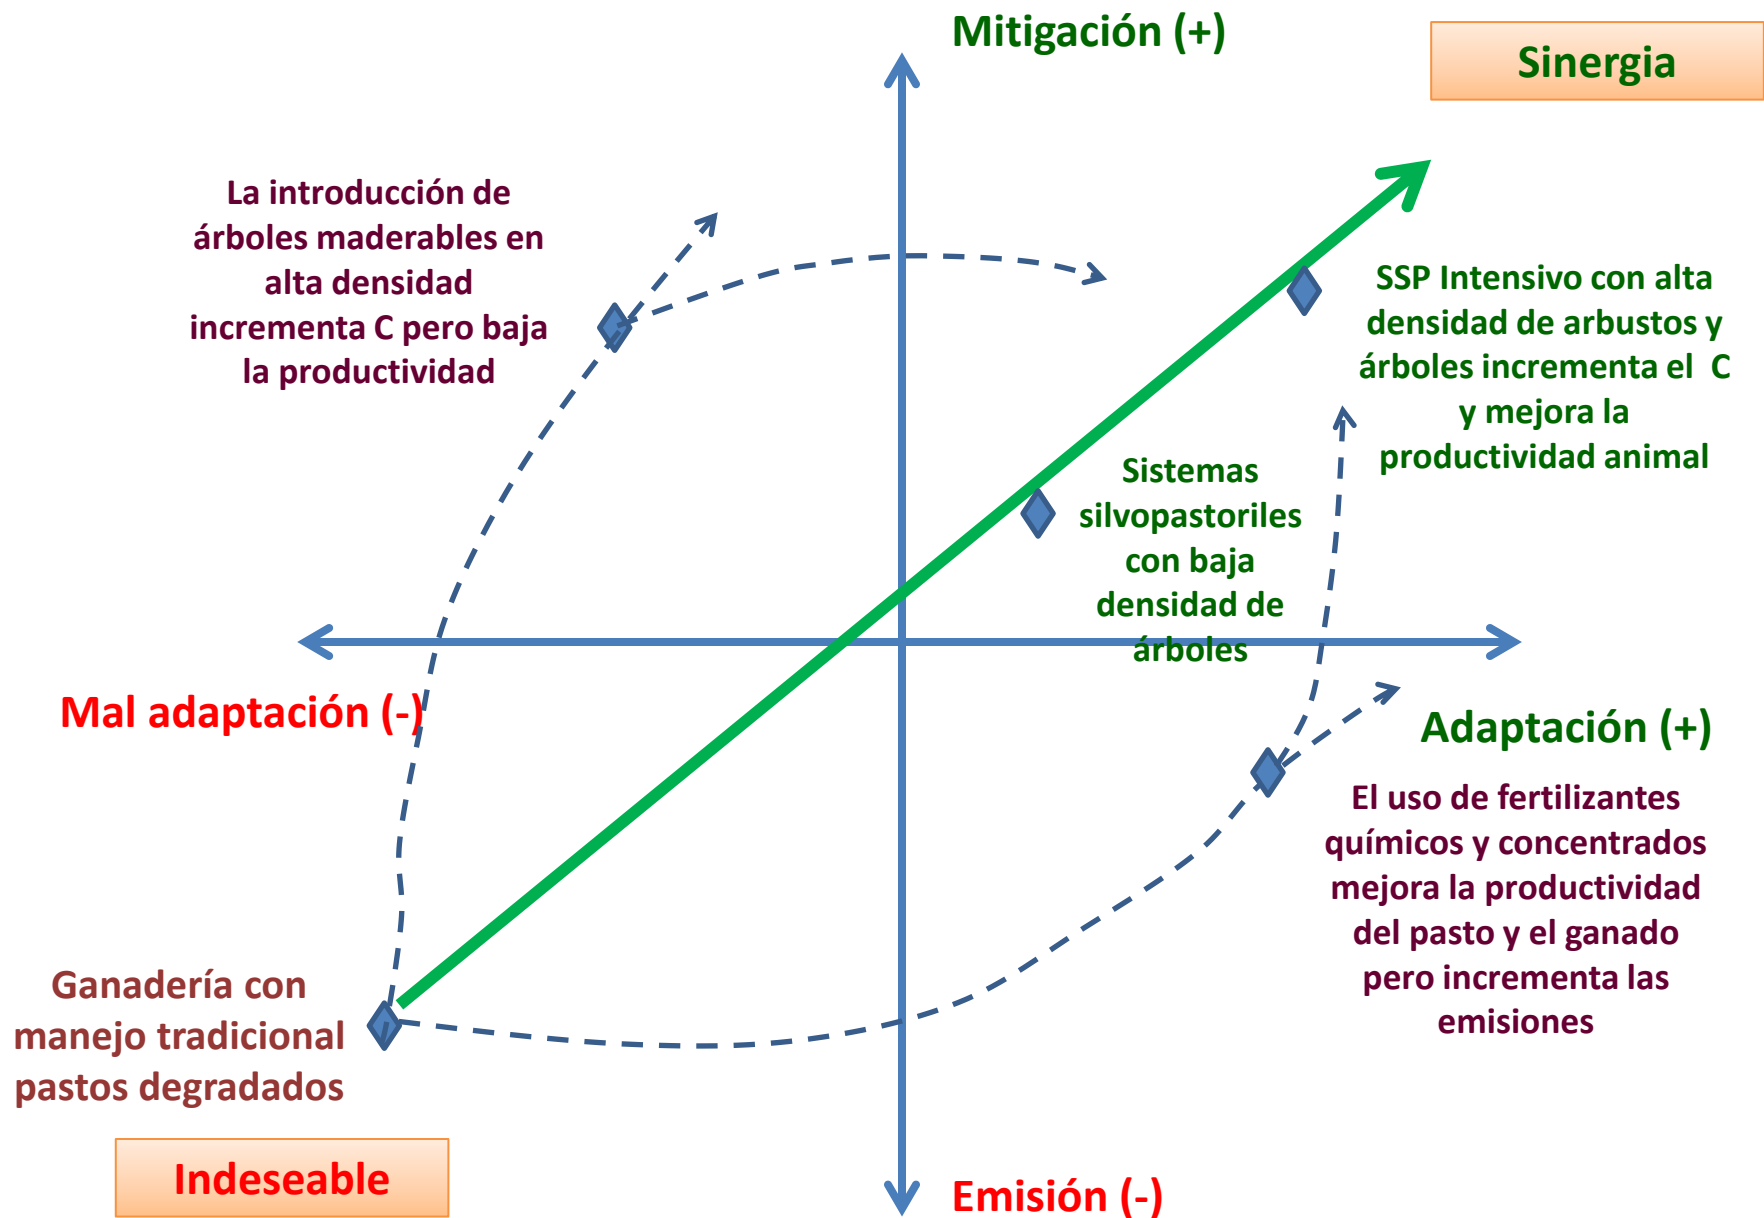 Mitigación (+)
Sinergia
La introducción de
árboles maderables en
alta densidad
incrementa C pero baja
la productividad
SSP Intensivo con alta
densidad de arbustos y
árboles incrementa el C
y mejora la
productividad animal
Sistemas
silvopastoriles
con baja
densidad de
árboles
Mal adaptación (-)
Adaptación (+)
El uso de fertilizantes
químicos y concentrados
mejora la productividad
del pasto y el ganado
pero incrementa las
emisiones
Ganadería con
manejo tradicional
pastos degradados
Indeseable
Emisión (-)